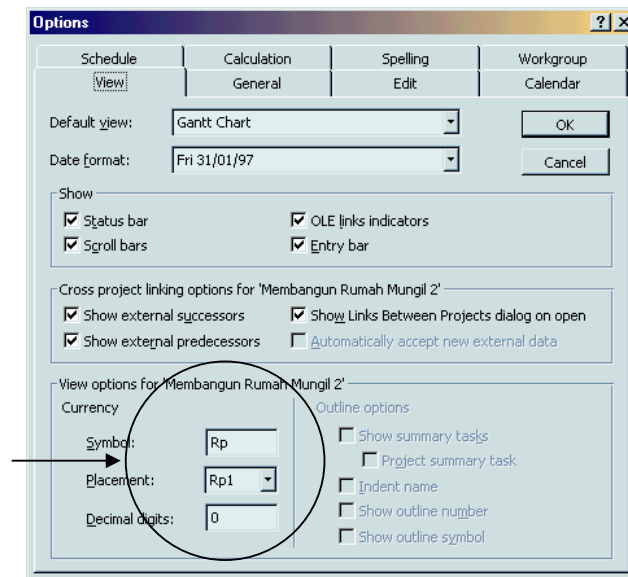 Options
Schedule Calculation Spelling Workgroup
View General Edit Calendar
Default view: Gantt Chart OK
Date format: Fri 31/01/97 Cancel
Show
Status bar OLE links indicators
Scroll bars Entry bar
Cross project linking options for 'Membangun Rumah Mungil 2'
Show external successors Show Links Between Projects dialog on open
Show external predecessors Automatically accept new external data
View options for 'Membangun Rumah Mungil 2'
Currency Outline options
Symbol: Rp Show summary tasks
Project summary task
Placement: Rp1 Indent name
Show outline number
Decimal digits: 0 Show outline symbol